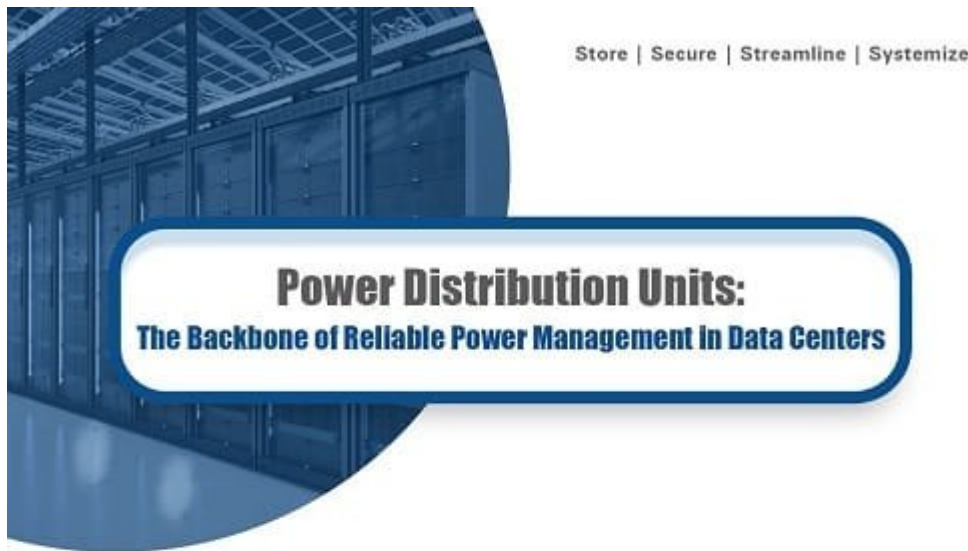 Store | Secure | Streamline | Systemize
Power Distribution Units:
The Backbone of Reliable Power Management in Data Centers